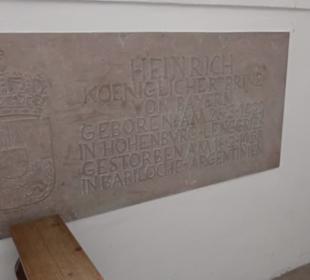 HEINRICH
KOENIGLICHER PRINZ
VON BAYERN
GEBOREN AM
IN HOHENBURG-LENGGRIES
GESTORBEN AM
IN BARILOCHE-ARGENTINIEN